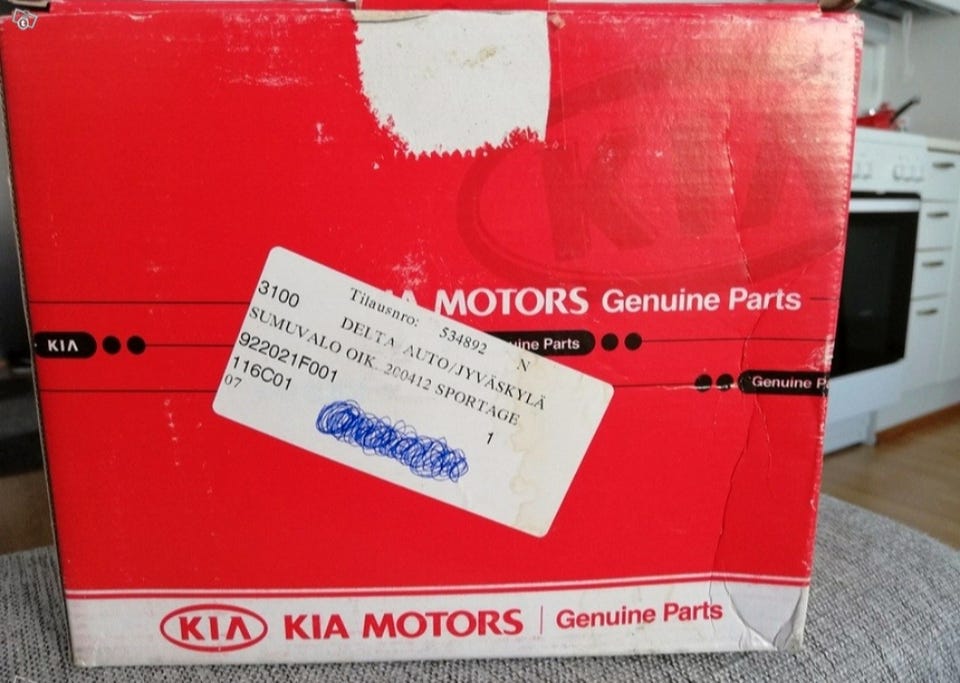 KIA
MOTORS Genuine Parts
KIA
uine Parts
Genuine P
3100 Tilausnro: 534892 N
DELTA AUTO/JYVÄSKYLÄ
SUMUVALO OIK 200412 SPORTAGE
922021F001 1
116C01
07
KIA KIA MOTORS | Genuine Parts